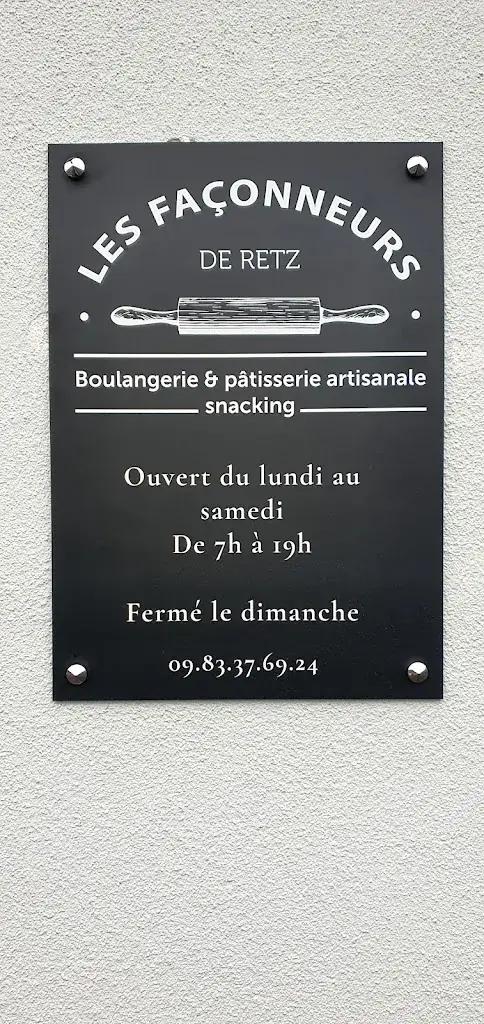 LES FAÇONNEURS
DE RETZ
Boulangerie & pâtisserie artisanale
snacking
Ouvert du lundi au
samedi
De 7h à 19h
Fermé le dimanche
09.83.37.69.24